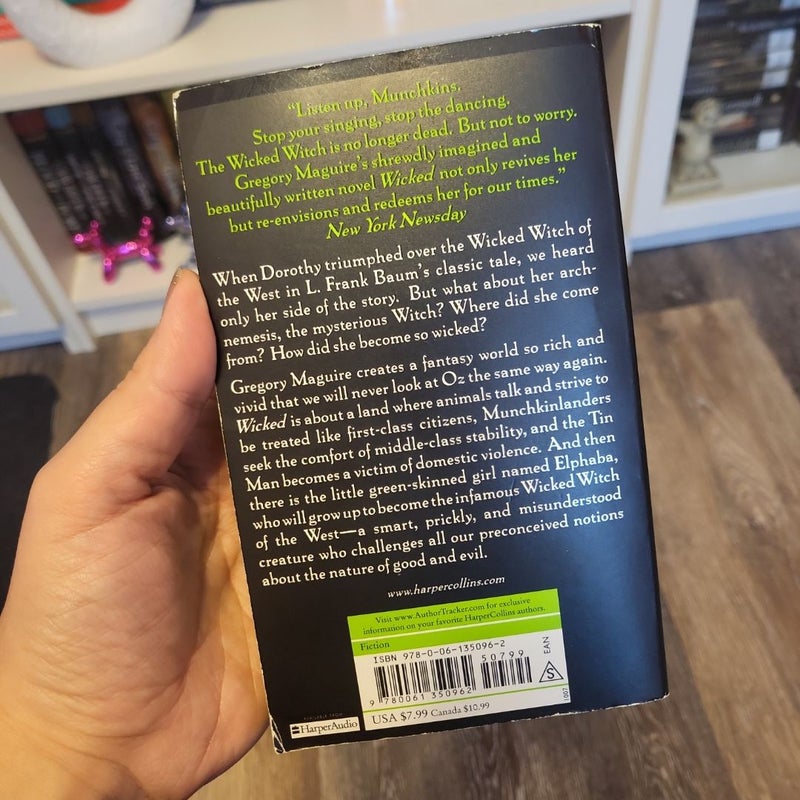 “Listen up, Munchkins.
Stop your singing, stop the dancing.
The Wicked Witch is no longer dead. But not to worry.
Gregory Maguire’s shrewdly imagined and
beautifully written novel Wicked not only revives her
but re-envisions and redeems her for our times.”
New York Newsday
When Dorothy triumphed over the Wicked Witch of
the West in L. Frank Baum’s classic tale, we heard
only her side of the story. But what about her arch-
nemesis, the mysterious Witch? Where did she come
from? How did she become so wicked?
Gregory Maguire creates a fantasy world so rich and
vivid that we will never look at Oz the same way again.
Wicked is about a land where animals talk and strive to
be treated like first-class citizens, Munchkinlanders
seek the comfort of middle-class stability, and the Tin
Man becomes a victim of domestic violence. And then
there is the little green-skinned girl named Elphaba,
who will grow up to become the infamous Wicked Witch
of the West—a smart, prickly, and misunderstood
creature who challenges all our preconceived notions
about the nature of good and evil.
www.harpercollins.com
Visit www.AuthorTracker.com for exclusive
information on your favorite HarperCollins authors.
Fiction
ISBN 978-0-06-135096-2
50799
EAN
S
9 780061 350962
1007
USA $7.99 Canada $10.99
AVAILABLE FROM
HarperAudio